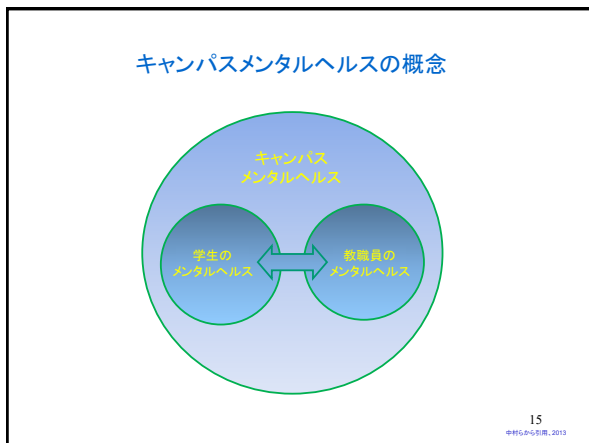 キャンパスメンタルヘルスの概念
キャンパス
メンタルヘルス
学生の
メンタルヘルス
教職員の
メンタルヘルス
15
中村らから引用、2013